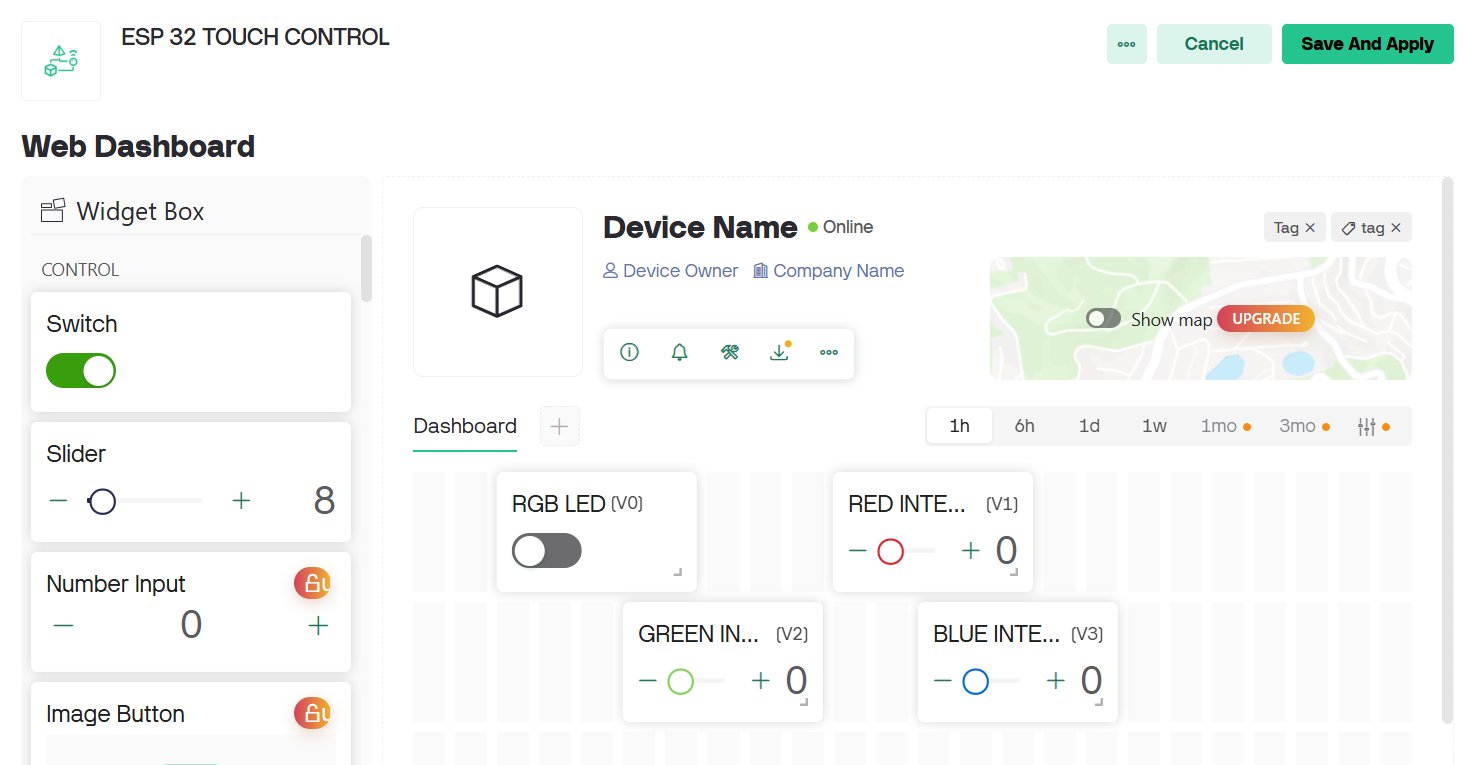 ESP 32 TOUCH CONTROL
Cancel
Save And Apply
Web Dashboard
Widget Box
CONTROL
Switch
Slider
8
Number Input
U
0
Image Button
U
Device Name
Online
Tag ×
tag ×
Device Owner
Company Name
Show map
UPGRADE
Dashboard
1h
6h
1d
1w
1mo
3mo
RGB LED (V0)
RED INTE... (V1)
0
GREEN IN... (V2)
0
BLUE INTE... (V3)
0